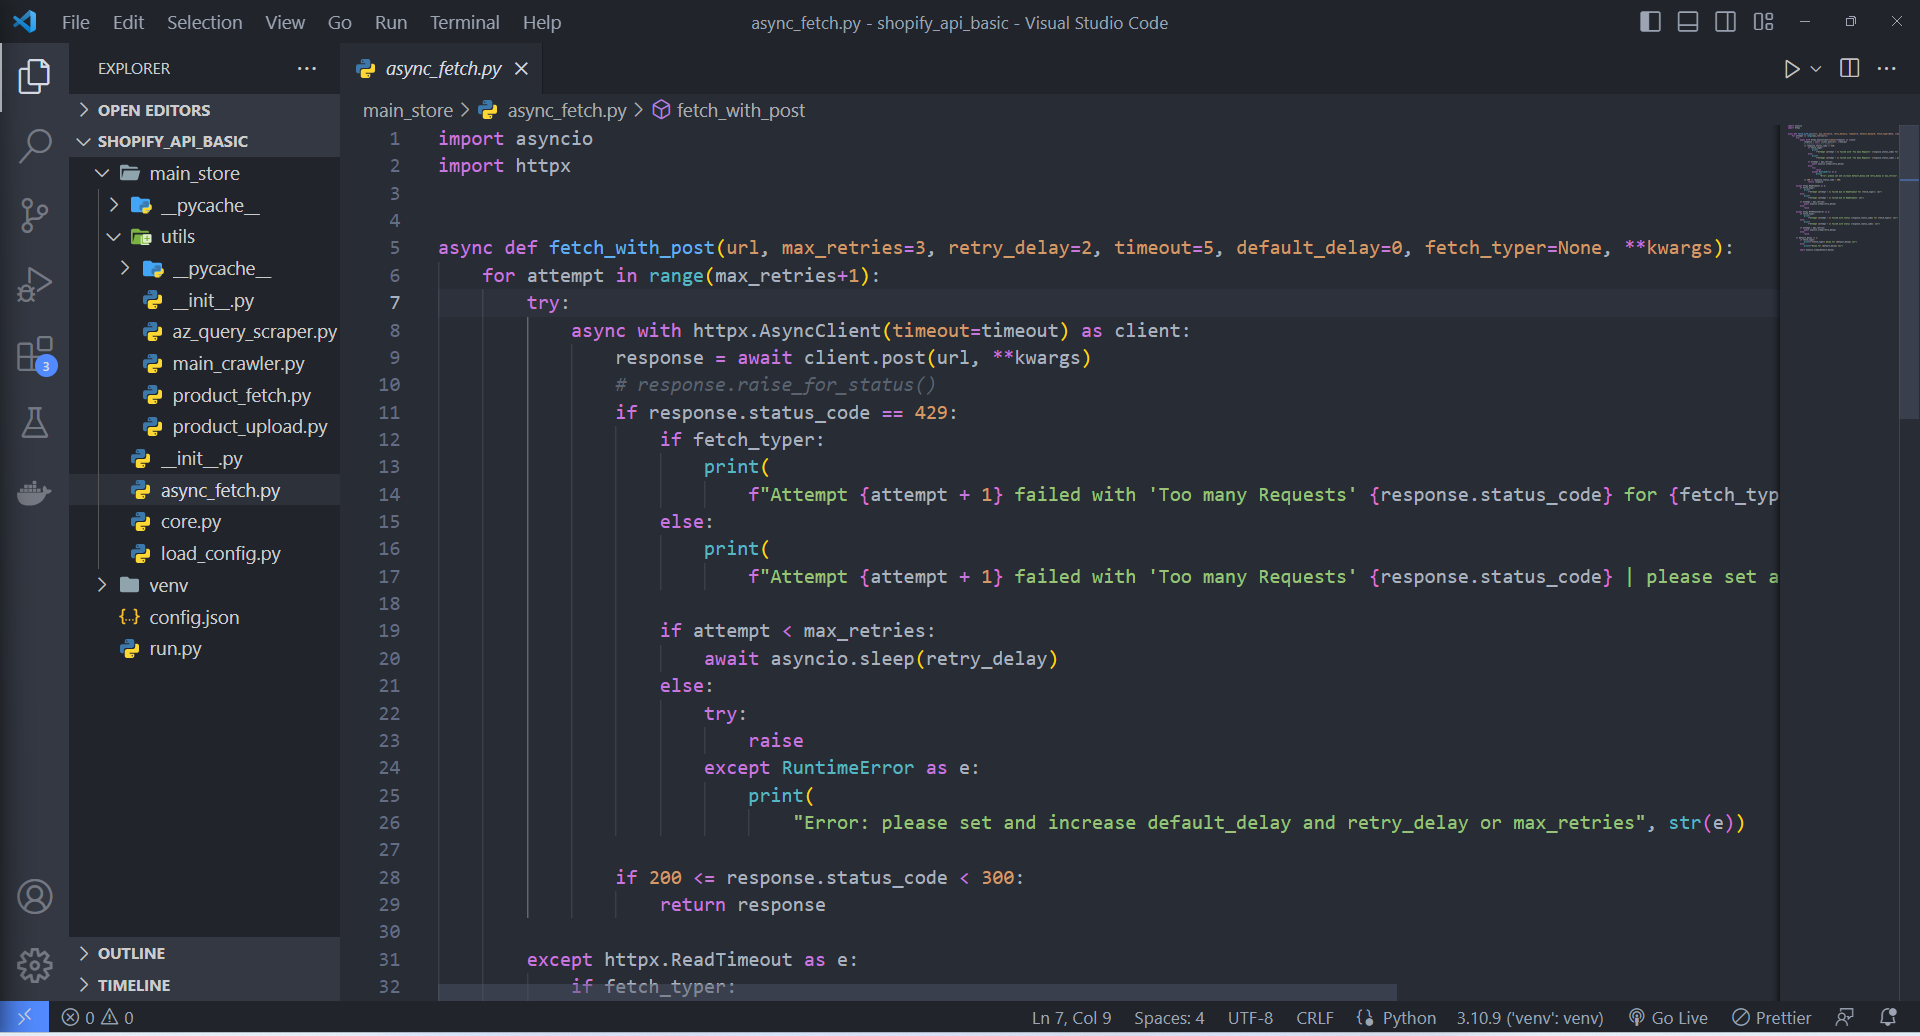 File Edit Selection View Go Run Terminal Help
async_fetch.py - shopify_api_basic - Visual Studio Code
EXPLORER
OPEN EDITORS
SHOPIFY_API_BASIC
main_store
__pycache__
utils
__pycache__
__init__.py
az_query_scraper.py
main_crawler.py
product_fetch.py
product_upload.py
__init__.py
async_fetch.py
core.py
load_config.py
venv
config.json
run.py
OUTLINE
TIMELINE
3
async_fetch.py
main_store > async_fetch.py > fetch_with_post
1 import asyncio
2 import httpx
3
4
5 async def fetch_with_post(url, max_retries=3, retry_delay=2, timeout=5, default_delay=0, fetch_typer=None, **kwargs):
6 for attempt in range(max_retries+1):
7 try:
8 async with httpx.AsyncClient(timeout=timeout) as client:
9 response = await client.post(url, **kwargs)
10 # response.raise_for_status()
11 if response.status_code == 429:
12 if fetch_typer:
13 print(
14 f"Attempt {attempt + 1} failed with 'Too many Requests' {response.status_code} for {fetch_typ
15 else:
16 print(
17 f"Attempt {attempt + 1} failed with 'Too many Requests' {response.status_code} | please set a
18
19 if attempt < max_retries:
20 await asyncio.sleep(retry_delay)
21 else:
22 try:
23 raise
24 except RuntimeError as e:
25 print(
26 "Error: please set and increase default_delay and retry_delay or max_retries", str(e))
27
28 if 200 <= response.status_code < 300:
29 return response
30
31 except httpx.ReadTimeout as e:
32 if fetch_typer:
0 0
Ln 7, Col 9 Spaces: 4 UTF-8 CRLF Python 3.10.9 ('venv': venv) Go Live Prettier